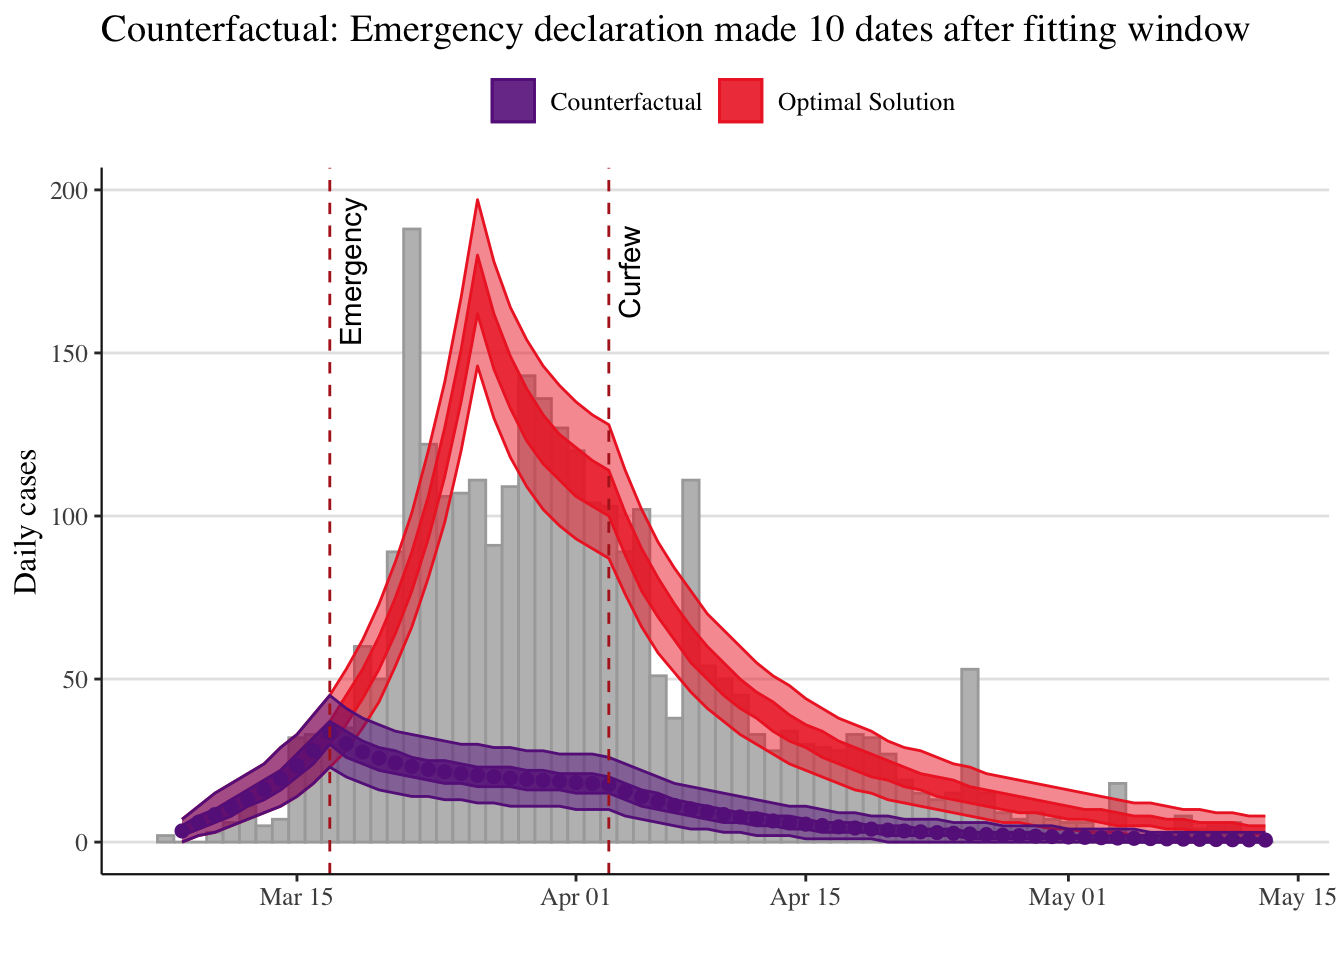 Counterfactual: Emergency declaration made 10 dates after fitting window
Counterfactual
Optimal Solution
Daily cases
200
150
100
50
0
Emergency
Curfew
Mar 15
Apr 01
Apr 15
May 01
May 15